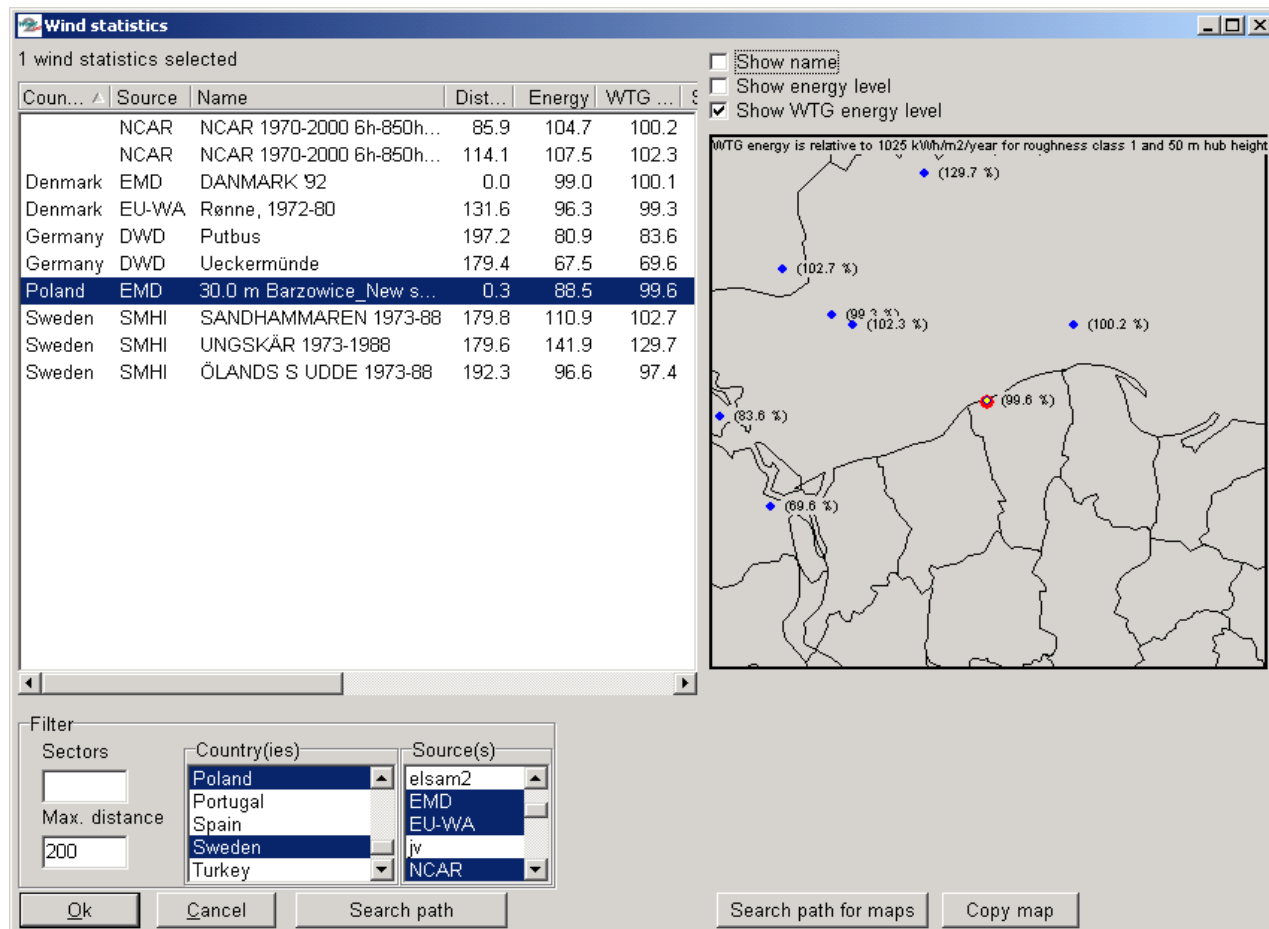 Wind statistics
1 wind statistics selected
Coun... Source Name Dist... Energy WTG ...
NCAR NCAR 1970-2000 6h-850h... 85.9 104.7 100.2
NCAR NCAR 1970-2000 6h-850h... 114.1 107.5 102.3
Denmark EMD DANMARK '92 0.0 99.0 100.1
Denmark EU-WA Rønne, 1972-80 131.6 96.3 99.3
Germany DWD Putbus 197.2 80.9 83.6
Germany DWD Ueckermünde 179.4 67.5 69.6
Poland EMD 30.0 m Barzowice_New s... 0.3 88.5 99.6
Sweden SMHI SANDHAMMAREN 1973-88 179.8 110.9 102.7
Sweden SMHI UNGSKÄR 1973-1988 179.6 141.9 129.7
Sweden SMHI ÖLANDS S UDDE 1973-88 192.3 96.6 97.4
Show name
Show energy level
Show WTG energy level
WTG energy is relative to 1025 kWh/m2/year for roughness class 1 and 50 m hub height
(129.7 %)
(102.7 %)
(99.3 %)
(102.3 %)
(100.2 %)
(99.6 %)
(83.6 %)
(69.6 %)
Filter
Sectors
Max. distance
200
Country(ies)
Poland
Portugal
Spain
Sweden
Turkey
Source(s)
elsam2
EMD
EU-WA
jv
NCAR
Ok
Cancel
Search path
Search path for maps
Copy map